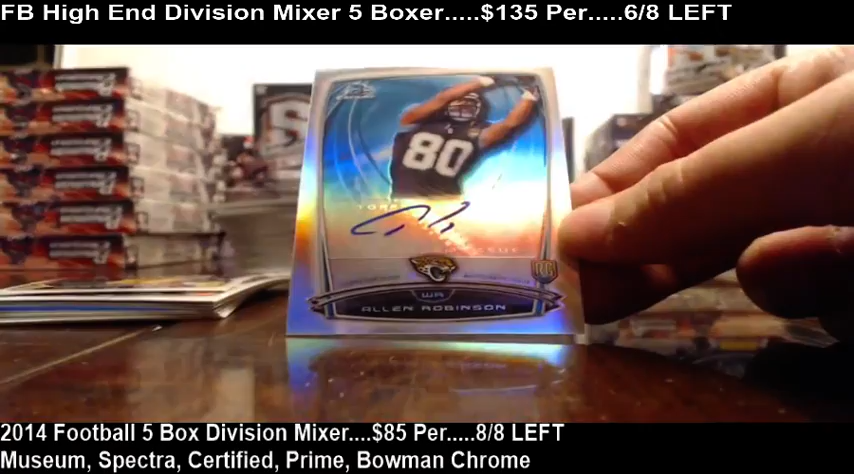 FB High End Division Mixer 5 Boxer.....$135 Per.....6/8 LEFT
80
WR
ALLEN ROBINSON
2014 Football 5 Box Division Mixer....$85 Per.....8/8 LEFT
Museum, Spectra, Certified, Prime, Bowman Chrome